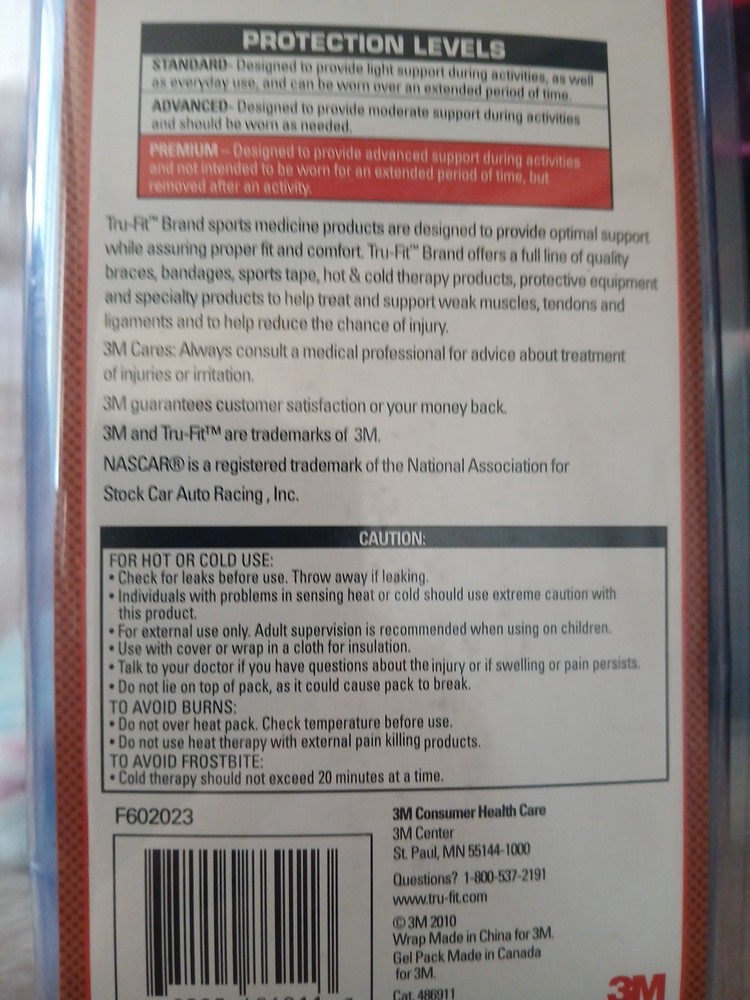 PROTECTION LEVELS
STANDARD- Designed to provide light support during activities, as well
as everyday use, and can be worn over an extended period of time.
ADVANCED- Designed to provide moderate support during activities
and should be worn as needed.
PREMIUM – Designed to provide advanced support during activities
and not intended to be worn for an extended period of time, but
removed after an activity.
Tru-Fit™ Brand sports medicine products are designed to provide optimal support
while assuring proper fit and comfort. Tru-Fit™ Brand offers a full line of quality
braces, bandages, sports tape, hot & cold therapy products, protective equipment
and specialty products to help treat and support weak muscles, tendons and
ligaments and to help reduce the chance of injury.
3M Cares: Always consult a medical professional for advice about treatment
of injuries or irritation.
3M guarantees customer satisfaction or your money back.
3M and Tru-Fit™ are trademarks of 3M.
NASCAR® is a registered trademark of the National Association for
Stock Car Auto Racing , Inc.
CAUTION:
FOR HOT OR COLD USE:
• Check for leaks before use. Throw away if leaking.
• Individuals with problems in sensing heat or cold should use extreme caution with
this product.
• For external use only. Adult supervision is recommended when using on children.
• Use with cover or wrap in a cloth for insulation.
• Talk to your doctor if you have questions about the injury or if swelling or pain persists.
• Do not lie on top of pack, as it could cause pack to break.
TO AVOID BURNS:
• Do not over heat pack. Check temperature before use.
• Do not use heat therapy with external pain killing products.
TO AVOID FROSTBITE:
• Cold therapy should not exceed 20 minutes at a time.
F602023
3M Consumer Health Care
3M Center
St. Paul, MN 55144-1000
Questions? 1-800-537-2191
www.tru-fit.com
©3M 2010
Wrap Made in China for 3M.
Gel Pack Made in Canada
for 3M.
Cat. 486911
3M